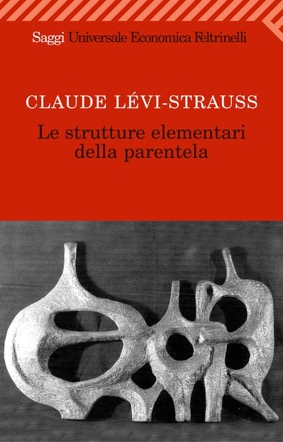 Saggi Universale Economica Feltrinelli
CLAUDE LÉVI-STRAUSS
Le strutture elementari
della parentela